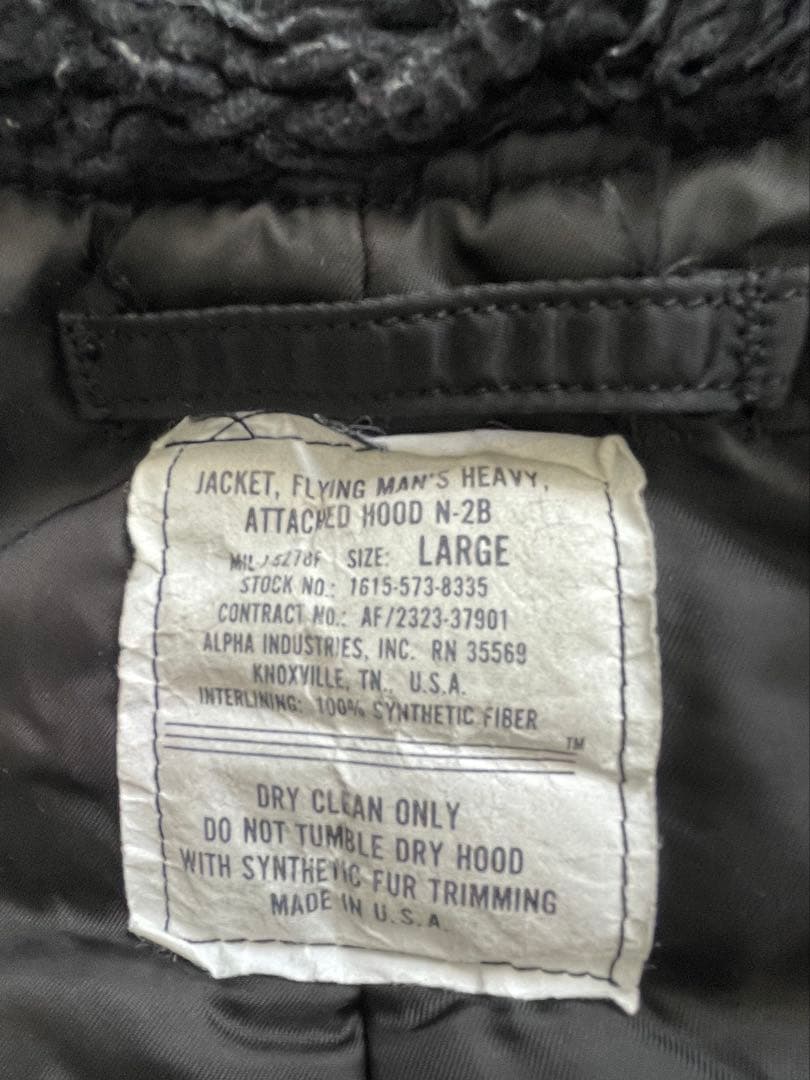 JACKET, FLYING MAN'S HEAVY,
ATTACHED HOOD N-2B
MIL-J-6278F SIZE: LARGE
STOCK NO.: 1615-573-8335
CONTRACT NO.: AF/2323-37901
ALPHA INDUSTRIES, INC. RN 35569
KNOXVILLE, TN., U.S.A.
INTERLINING: 100% SYNTHETIC FIBER
TM
DRY CLEAN ONLY
DO NOT TUMBLE DRY HOOD
WITH SYNTHETIC FUR TRIMMING
MADE IN U.S.A.